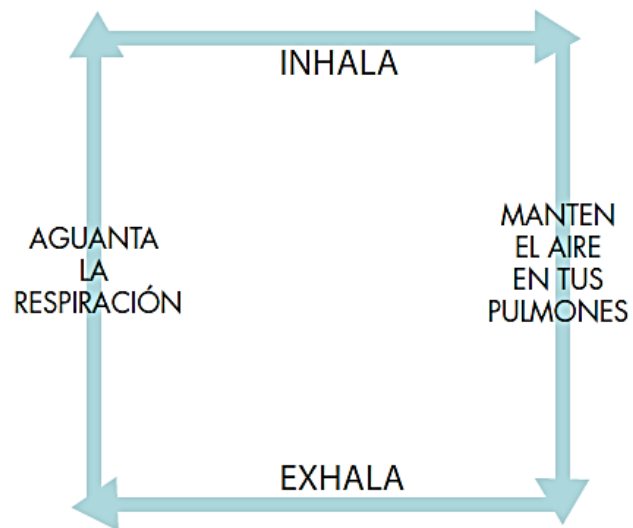 INHALA
AGUANTA
LA
RESPIRACIÓN
MANTEN
EL AIRE
EN TUS
PULMONES
EXHALA